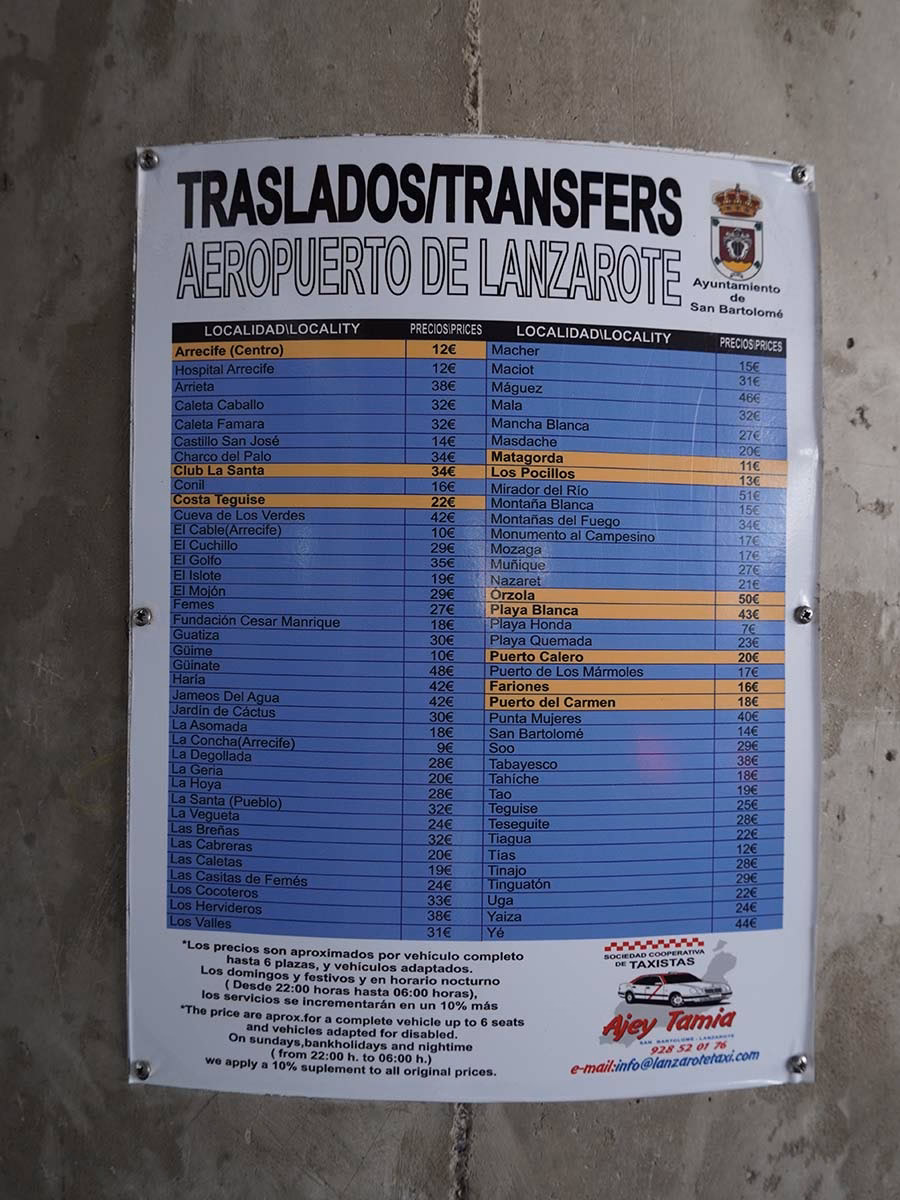 TRASLADOS/TRANSFERS
AEROPUERTO DE LANZAROTE
Ayuntamiento
de
San Bartolomé
LOCALIDAD\LOCALITY PRECIOS\PRICES LOCALIDAD\LOCALITY PRECIOS\PRICES
Arrecife (Centro) 12€ Macher 15€
Hospital Arrecife 12€ Maciot 31€
Arrieta 38€ Máguez 46€
Caleta Caballo 32€ Mala 32€
Caleta Famara 32€ Mancha Blanca 27€
Castillo San José 14€ Masdache 20€
Charco del Palo 34€ Matagorda 11€
Club La Santa 34€ Los Pocillos 13€
Conil 16€ Mirador del Río 51€
Costa Teguise 22€ Montaña Blanca 15€
Cueva de Los Verdes 42€ Montañas del Fuego 34€
El Cable(Arrecife) 10€ Monumento al Campesino 17€
El Cuchillo 29€ Mozaga 17€
El Golfo 35€ Muñique 27€
El Islote 19€ Nazaret 21€
El Mojón 29€ Órzola 50€
Femes 27€ Playa Blanca 43€
Fundación Cesar Manrique 18€ Playa Honda 7€
Guatiza 30€ Playa Quemada 23€
Güime 10€ Puerto Calero 20€
Güinate 48€ Puerto de Los Mármoles 17€
Haría 42€ Fariones 16€
Jameos Del Agua 42€ Puerto del Carmen 18€
Jardín de Cáctus 30€ Punta Mujeres 40€
La Asomada 18€ San Bartolomé 14€
La Concha(Arrecife) 9€ Soo 29€
La Degollada 28€ Tabayesco 38€
La Geria 20€ Tahiche 18€
La Hoya 28€ Tao 19€
La Santa (Pueblo) 32€ Teguise 25€
La Vegueta 24€ Teseguite 28€
Las Breñas 32€ Tiagua 22€
Las Cabreras 20€ Tías 12€
Las Caletas 19€ Tinajo 28€
Las Casitas de Femés 24€ Tinguatón 29€
Los Cocoteros 33€ Uga 22€
Los Hervideros 38€ Yaiza 24€
Los Valles 31€ Yé 44€
*Los precios son aproximados por vehículo completo
hasta 6 plazas, y vehículos adaptados.
Los domingos y festivos y en horario nocturno
( Desde 22:00 horas hasta 06:00 horas),
los servicios se incrementarán en un 10% más
*The price are aprox.for a complete vehicle up to 6 seats
and vehicles adapted for disabled.
On sundays,bankholidays and nightime
( from 22:00 h. to 06:00 h.)
we apply a 10% suplement to all original prices.
SOCIEDAD COOPERATIVA
DE TAXISTAS
Ajey Tamia
SAN BARTOLOME - LANZAROTE
928 52 01 76
e-mail:info@lanzarotetaxi.com